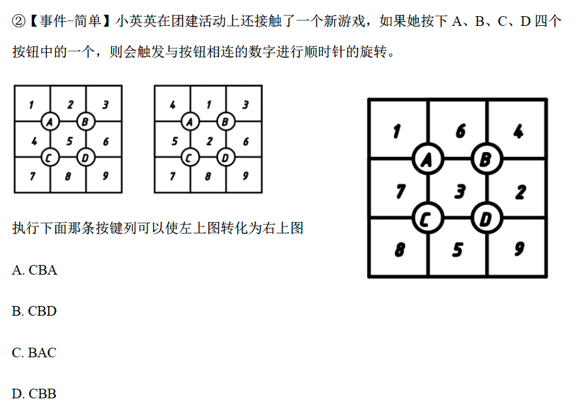 ②【事件-简单】小英英在团建活动上还接触了一个新游戏，如果她按下 A、B、C、D 四个
按钮中的一个，则会触发与按钮相连的数字进行顺时针的旋转。
1 2 3
A B
4 5 6
C D
7 8 9
4 1 3
A B
5 2 6
C D
7 8 9
1 6 4
A B
7 3 2
C D
8 5 9
执行下面那条按键列可以使左上图转化为右上图
A. CBA
B. CBD
C. BAC
D. CBB